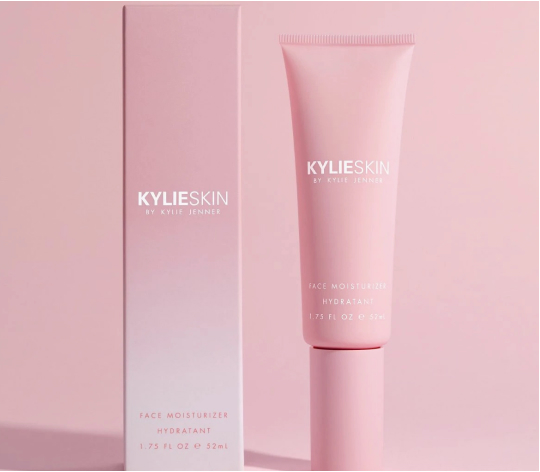 KYLIESKIN
BY KYLIE JENNER
FACE MOISTURIZER
HYDRATANT
1.75 FL OZ ℮ 52ml
KYLIESKIN
BY KYLIE JENNER
FACE MOISTURIZER
HYDRATANT
1.75 FL OZ ℮ 52ml